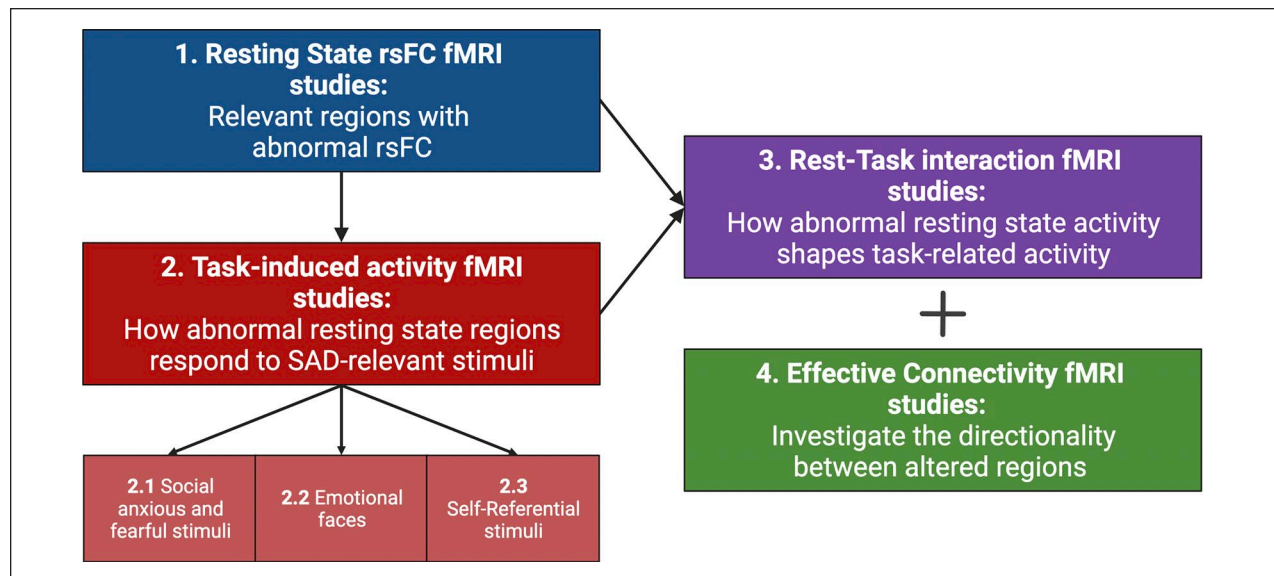 1. Resting State rsFC fMRI
studies:
Relevant regions with
abnormal rsFC
2. Task-induced activity fMRI
studies:
How abnormal resting state regions
respond to SAD-relevant stimuli
2.1 Social
anxious and
fearful stimuli
2.2 Emotional
faces
2.3
Self-Referential
stimuli
3. Rest-Task interaction fMRI
studies:
How abnormal resting state activity
shapes task-related activity
+
4. Effective Connectivity fMRI
studies:
Investigate the directionality
between altered regions